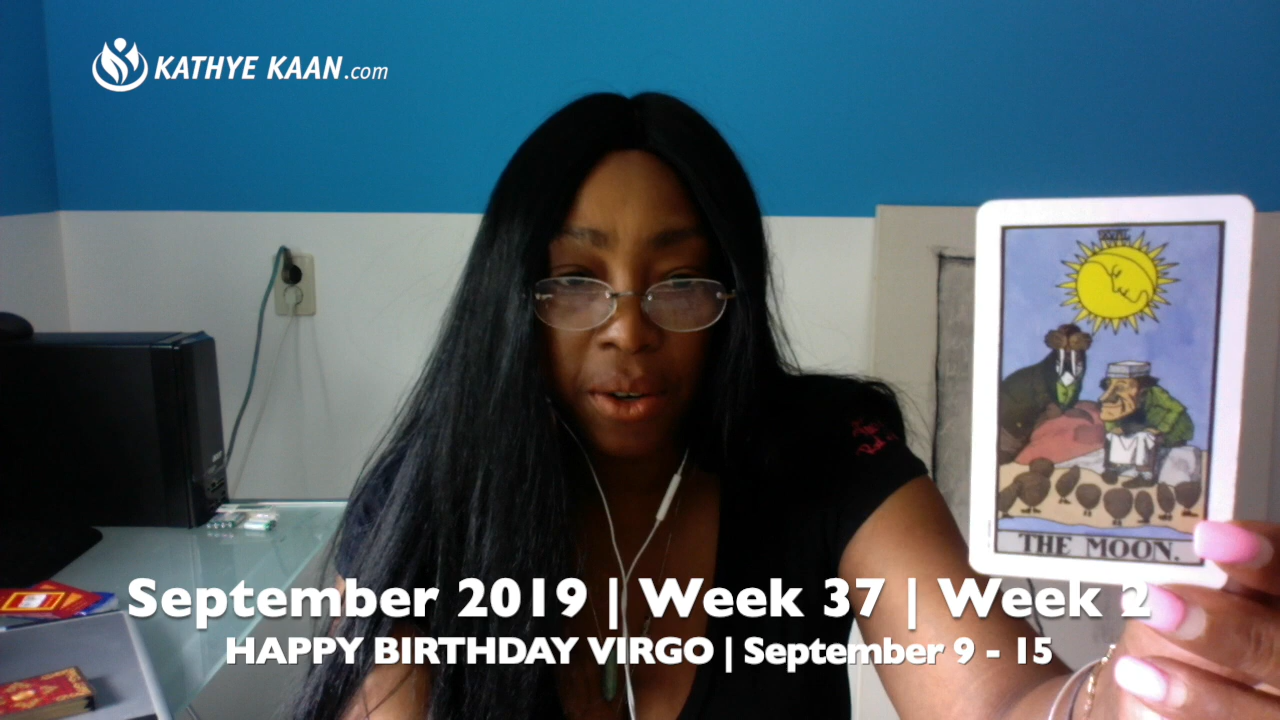 KATHYE KAAN.com
THE MOON.
September 2019 | Week 37 | Week 2
HAPPY BIRTHDAY VIRGO | September 9 - 15